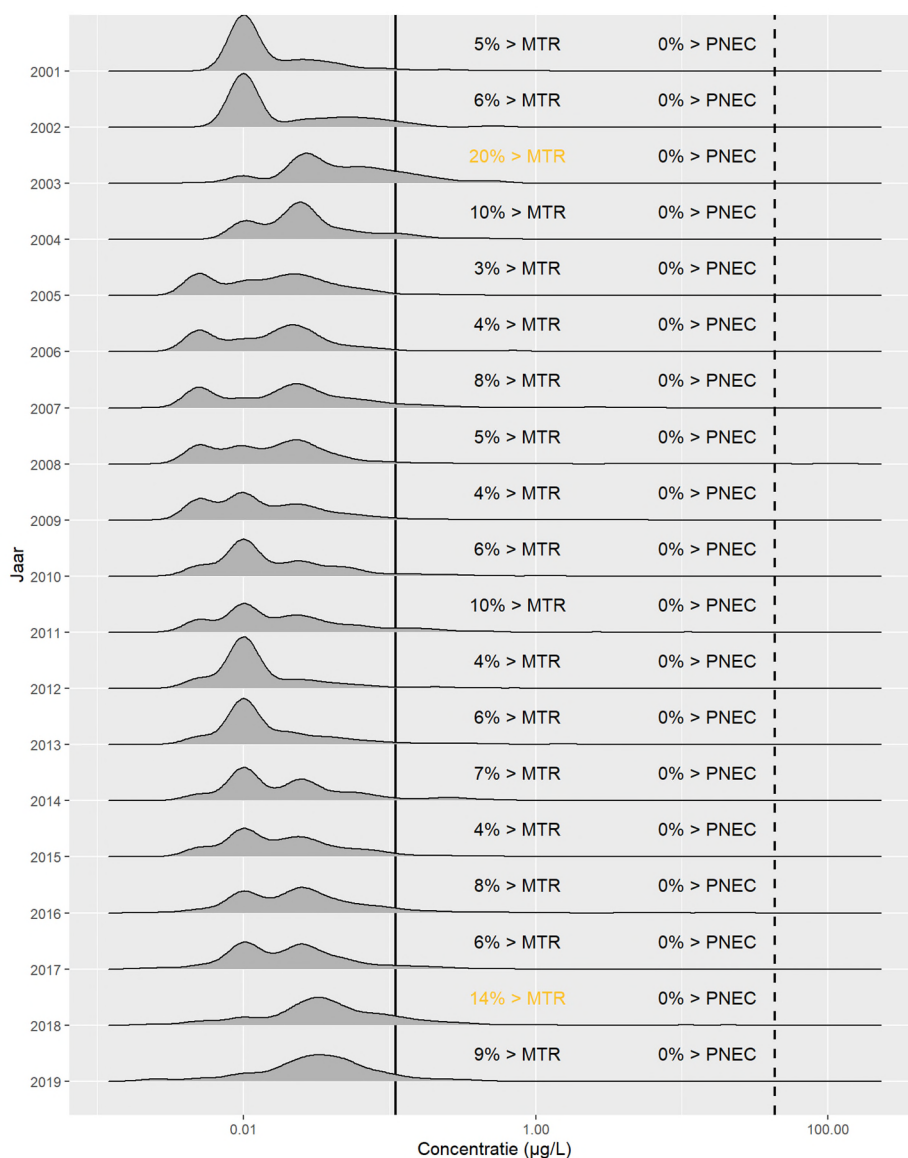 5% > MTR 0% > PNEC
2001
6% > MTR 0% > PNEC
2002
20% > MTR 0% > PNEC
2003
10% > MTR 0% > PNEC
2004
3% > MTR 0% > PNEC
2005
4% > MTR 0% > PNEC
2006
8% > MTR 0% > PNEC
2007
5% > MTR 0% > PNEC
2008
4% > MTR 0% > PNEC
2009
Jaar
6% > MTR 0% > PNEC
2010
10% > MTR 0% > PNEC
2011
4% > MTR 0% > PNEC
2012
6% > MTR 0% > PNEC
2013
7% > MTR 0% > PNEC
2014
4% > MTR 0% > PNEC
2015
8% > MTR 0% > PNEC
2016
6% > MTR 0% > PNEC
2017
14% > MTR 0% > PNEC
2018
9% > MTR 0% > PNEC
2019
0.01 1.00 100.00
Concentratie (µg/L)